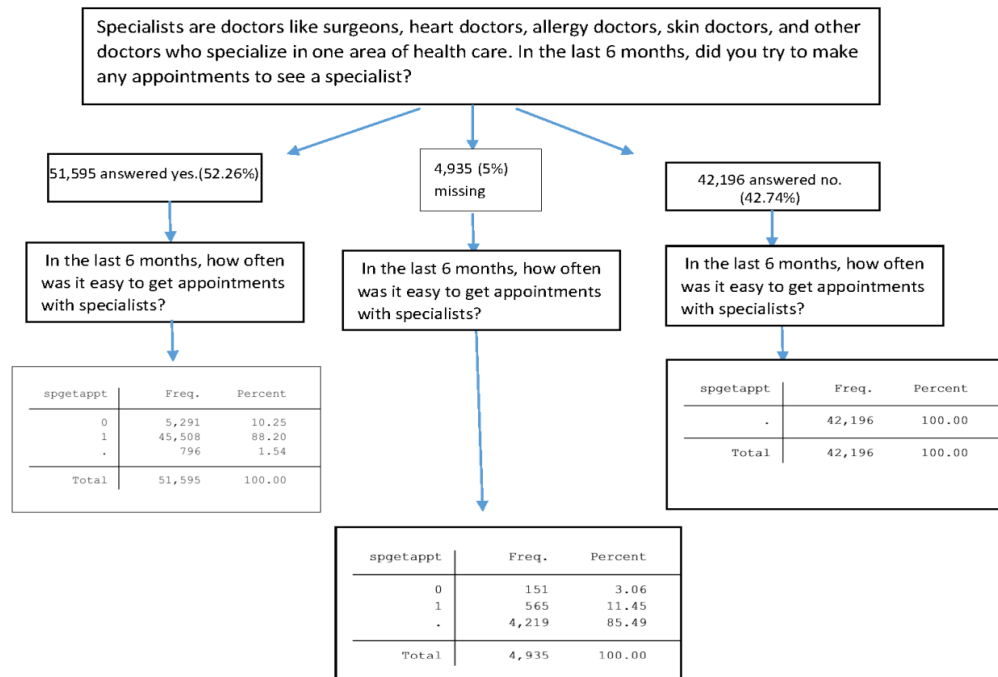 Specialists are doctors like surgeons, heart doctors, allergy doctors, skin doctors, and other
doctors who specialize in one area of health care. In the last 6 months, did you try to make
any appointments to see a specialist?
51,595 answered yes.(52.26%)
4,935 (5%)
missing
42,196 answered no.
(42.74%)
In the last 6 months, how often
was it easy to get appointments
with specialists?
In the last 6 months, how often
was it easy to get appointments
with specialists?
In the last 6 months, how often
was it easy to get appointments
with specialists?
spgetappt Freq. Percent
0 5,291 10.25
1 45,508 88.20
. 796 1.54
Total 51,595 100.00
spgetappt Freq. Percent
. 42,196 100.00
Total 42,196 100.00
spgetappt Freq. Percent
0 151 3.06
1 565 11.45
. 4,219 85.49
Total 4,935 100.00